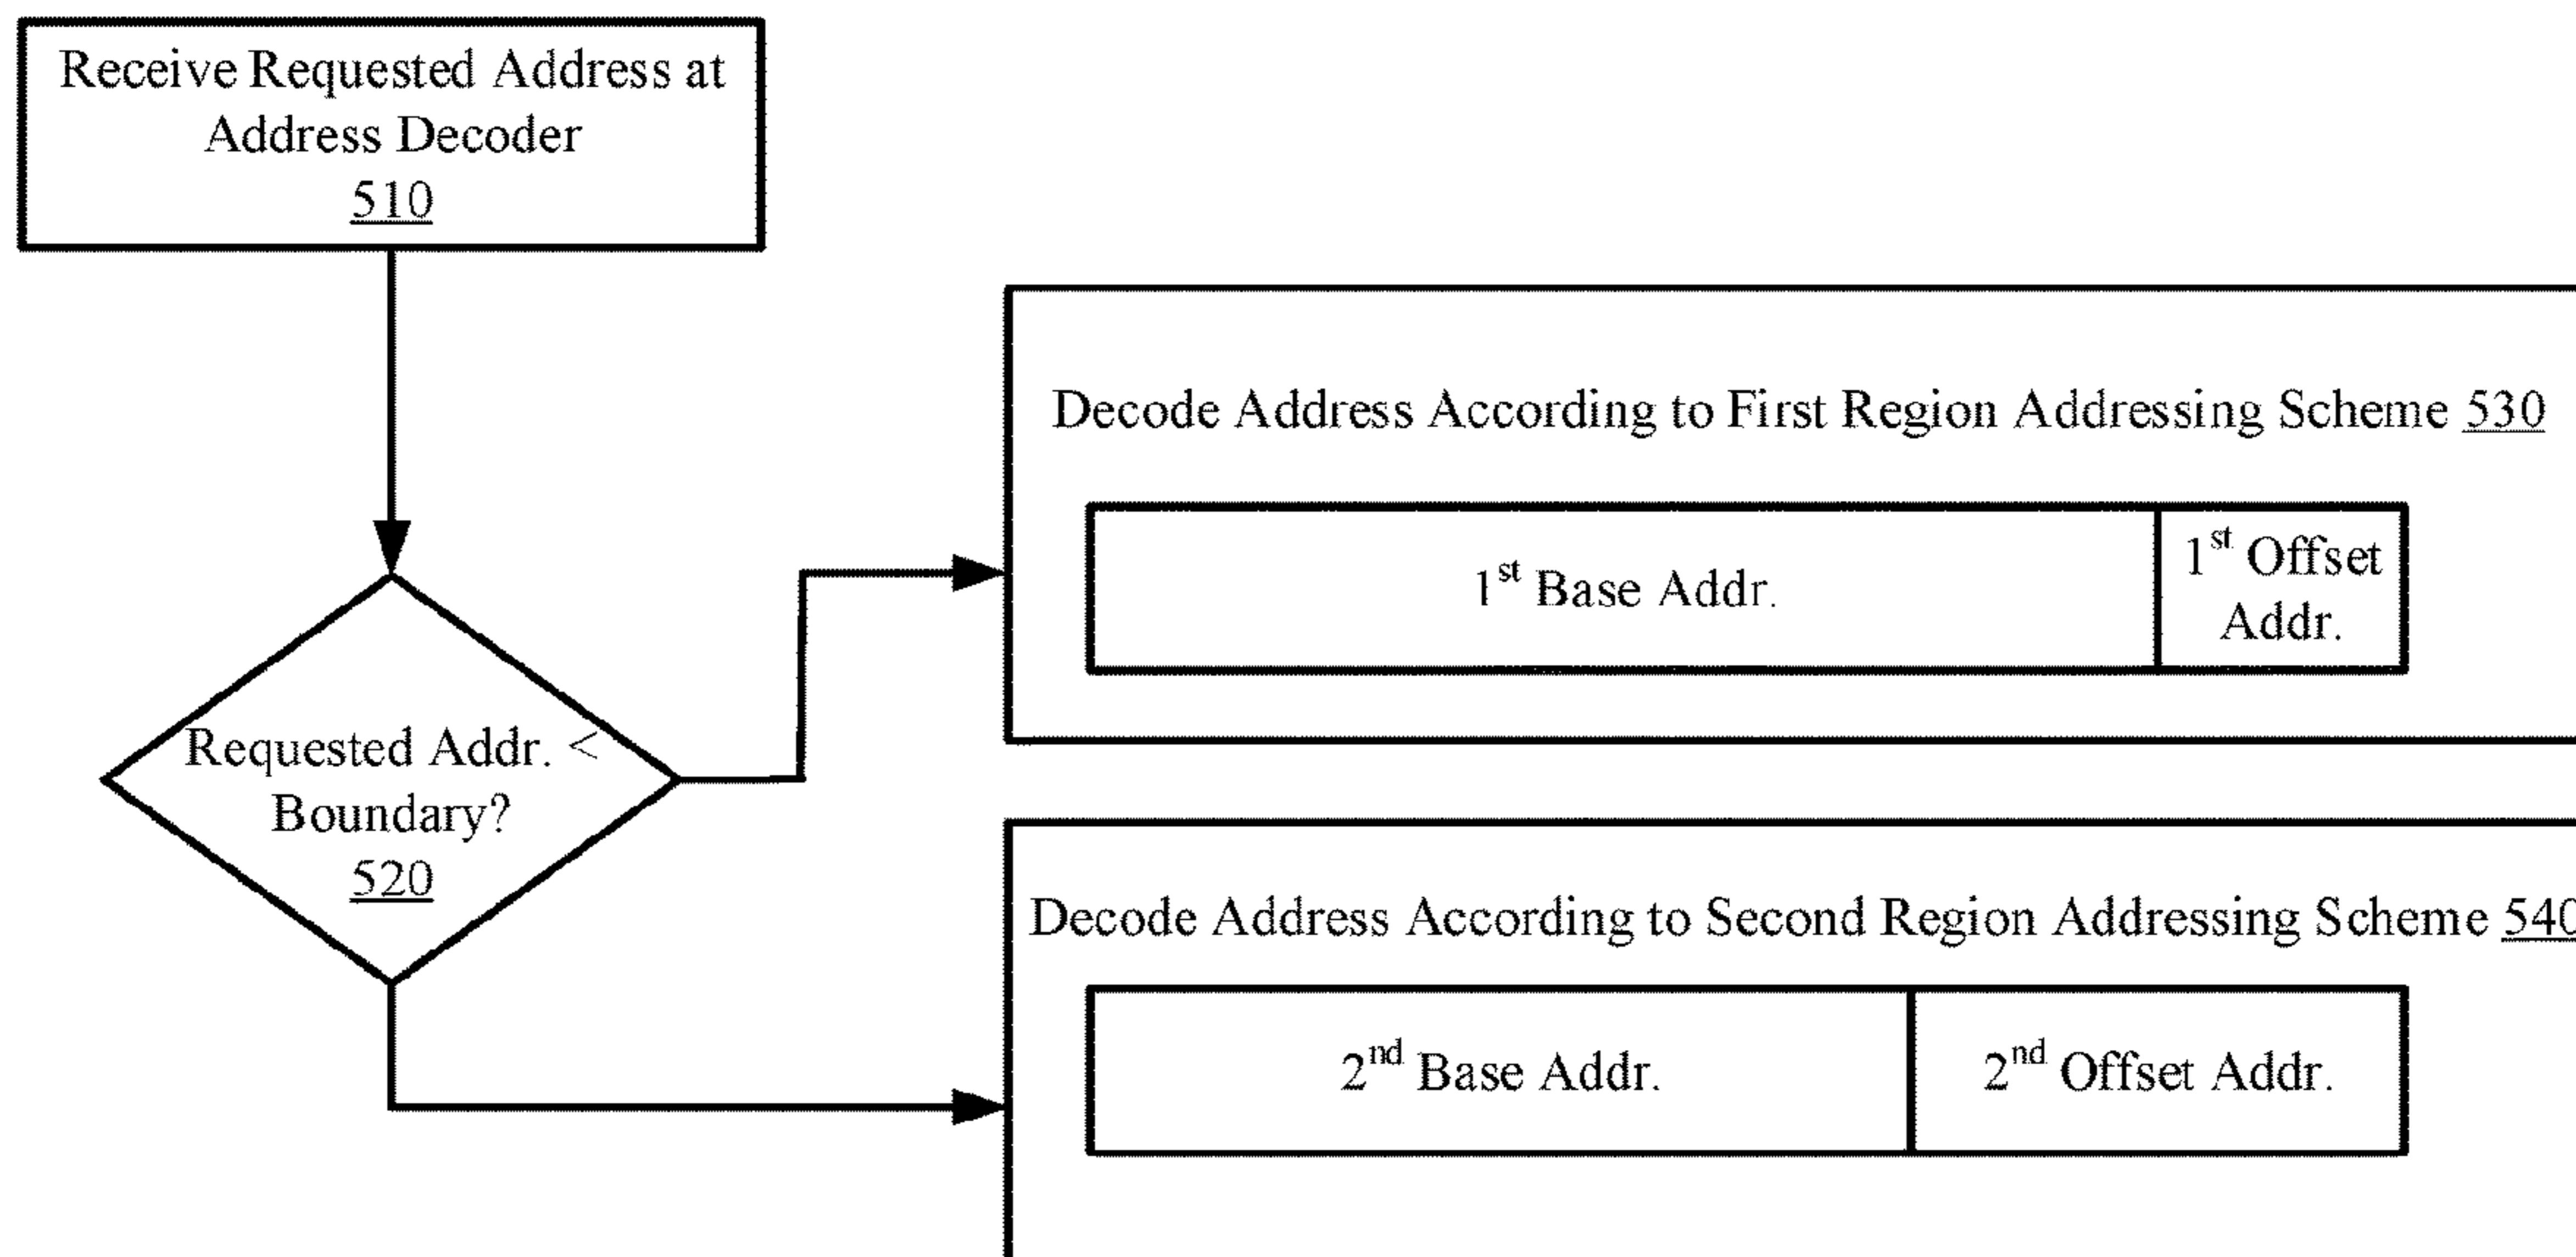 Receive Requested Address at
Address Decoder
510
Requested Addr. <
Boundary?
520
Decode Address According to First Region Addressing Scheme 530
1st Base Addr.
1st Offset
Addr.
Decode Address According to Second Region Addressing Scheme 540
2nd Base Addr.
2nd Offset Addr.